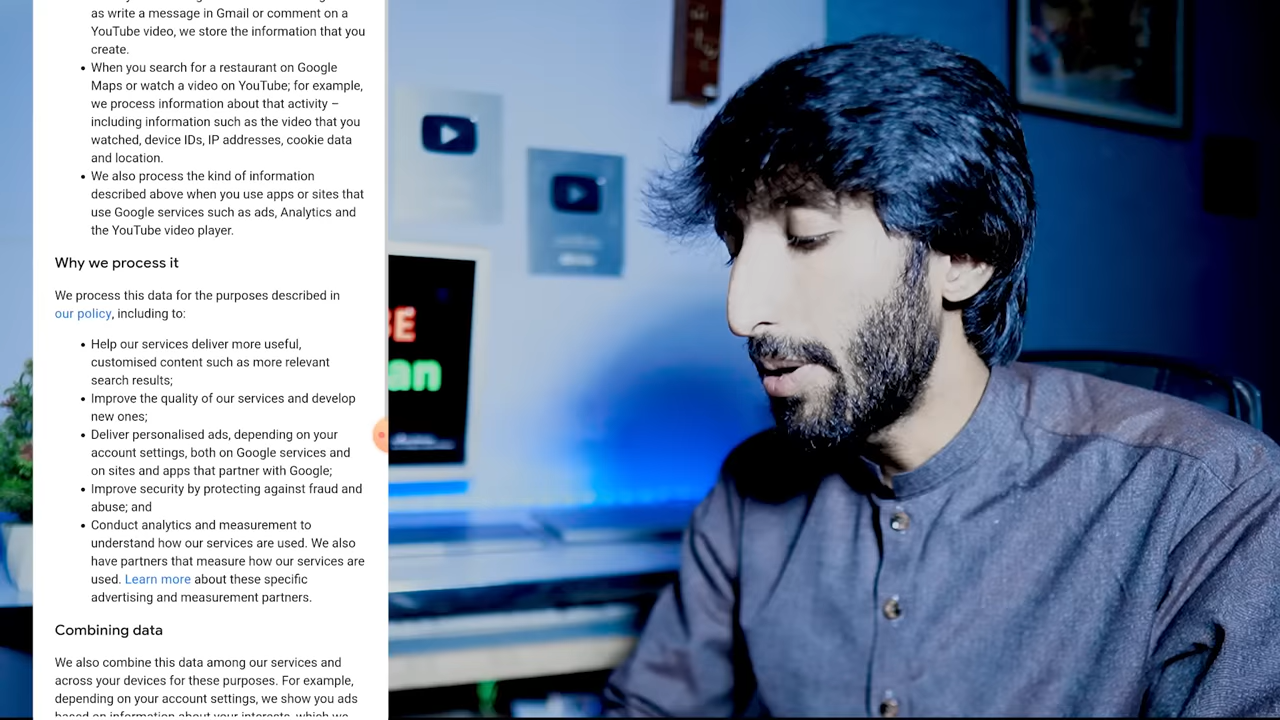 as write a message in Gmail or comment on a
YouTube video, we store the information that you
create.
When you search for a restaurant on Google
Maps or watch a video on YouTube; for example,
we process information about that activity –
including information such as the video that you
watched, device IDs, IP addresses, cookie data
and location.
We also process the kind of information
described above when you use apps or sites that
use Google services such as ads, Analytics and
the YouTube video player.
Why we process it
We process this data for the purposes described in
our policy, including to:
Help our services deliver more useful,
customised content such as more relevant
search results;
Improve the quality of our services and develop
new ones;
Deliver personalised ads, depending on your
account settings, both on Google services and
on sites and apps that partner with Google;
Improve security by protecting against fraud and
abuse; and
Conduct analytics and measurement to
understand how our services are used. We also
have partners that measure how our services are
used. Learn more about these specific
advertising and measurement partners.
Combining data
We also combine this data among our services and
across your devices for these purposes. For example,
depending on your account settings, we show you ads
based on information about your interests, which we